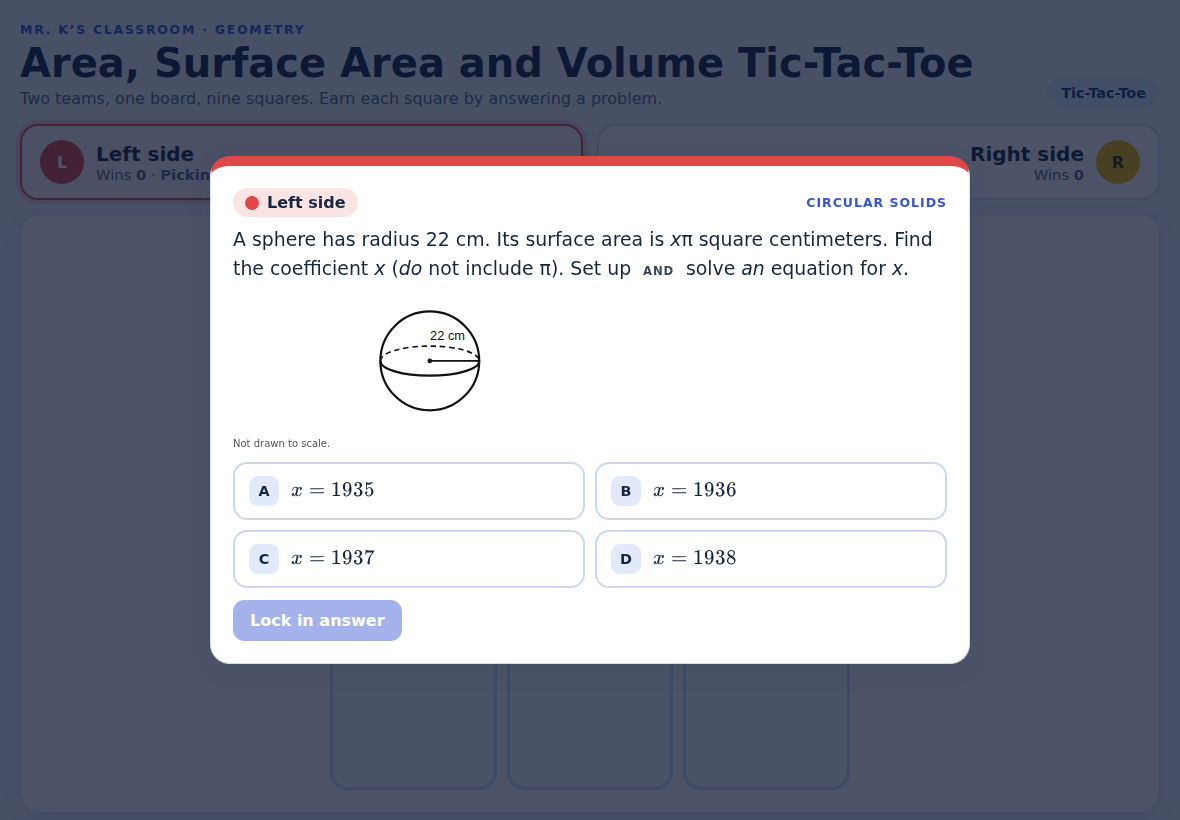 MR. K’S CLASSROOM · GEOMETRY
Area, Surface Area and Volume Tic-Tac-Toe
Two teams, one board, nine squares. Earn each square by answering a problem.
Tic-Tac-Toe
L
Left side
Wins 0 · Pickin
Right side
Wins 0
R
Left side
CIRCULAR SOLIDS
A sphere has radius 22 cm. Its surface area is xπ square centimeters. Find
the coefficient x (do not include π). Set up AND solve an equation for x.
22 cm
Not drawn to scale.
A x = 1935
B x = 1936
C x = 1937
D x = 1938
Lock in answer